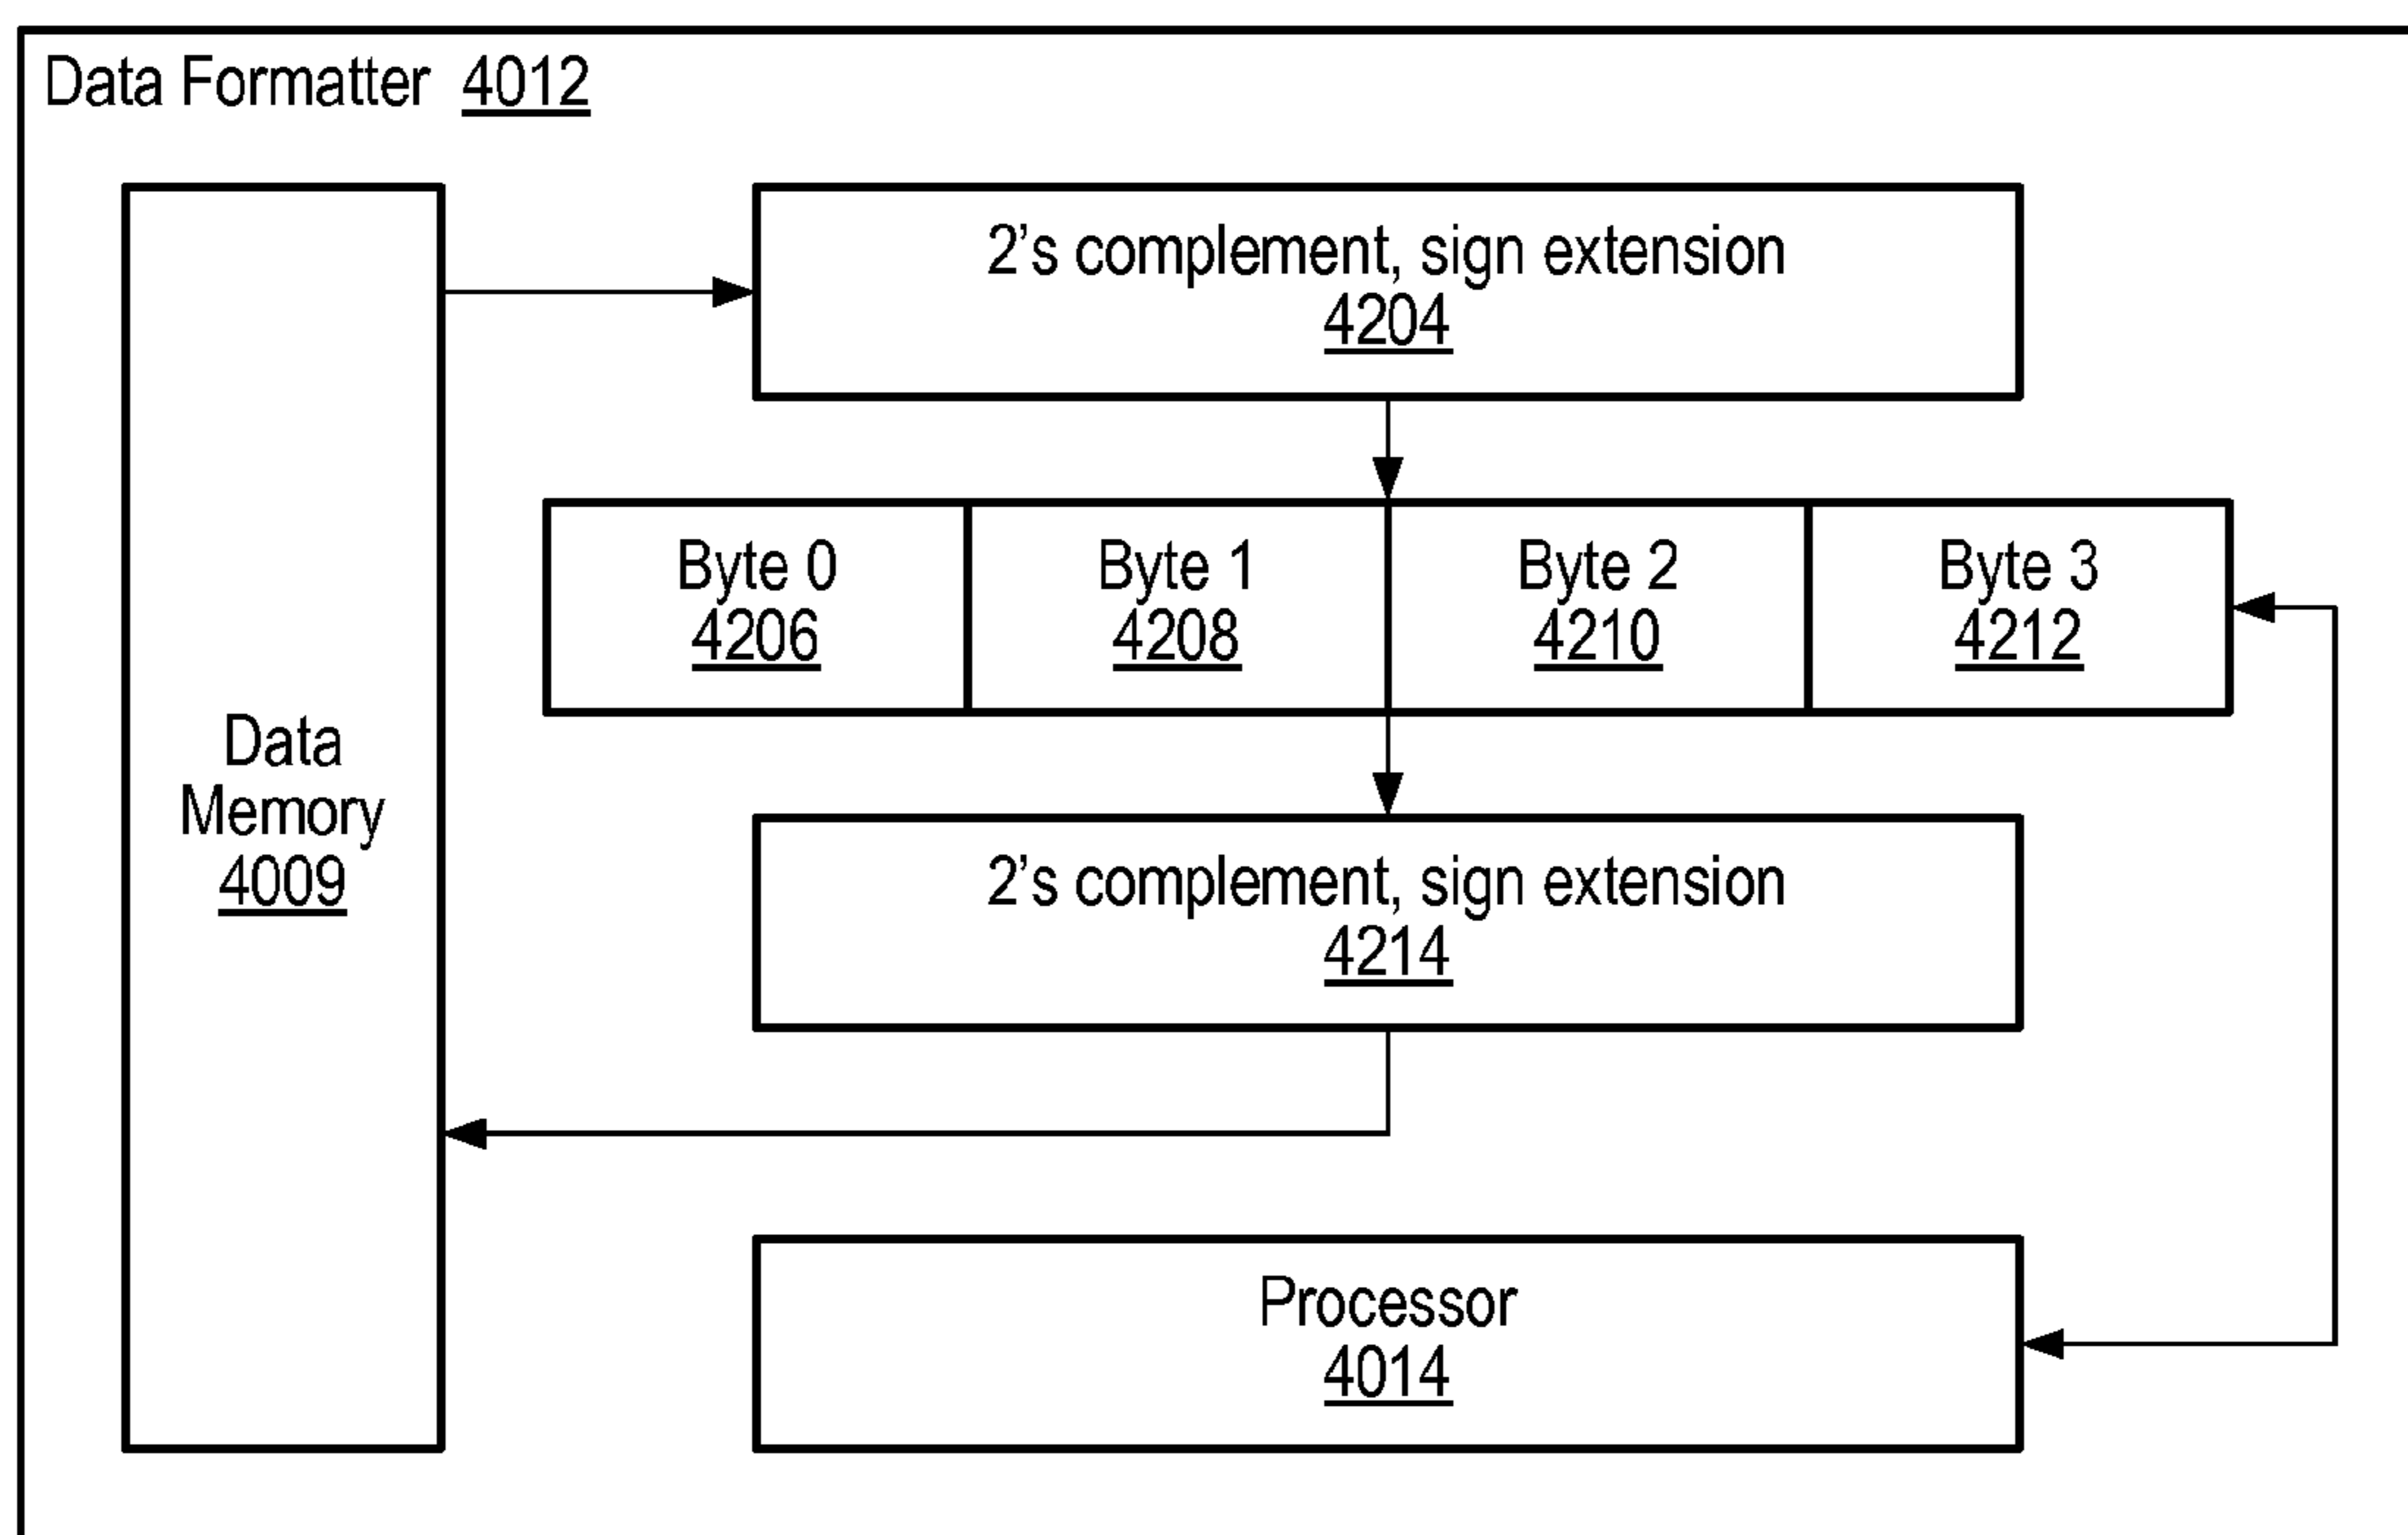 Data Formatter 4012
2's complement, sign extension
4204
Byte 0
4206
Byte 1
4208
Byte 2
4210
Byte 3
4212
Data
Memory
4009
2's complement, sign extension
4214
Processor
4014